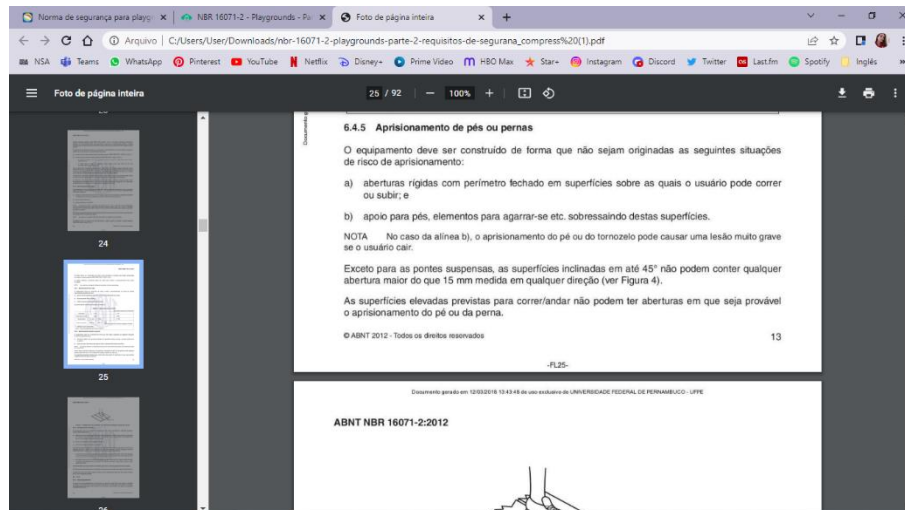 Norma de segurança para playg
NBR 16071-2 - Playgrounds - Pa
Foto de página inteira
Arquivo | C:/Users/User/Downloads/nbr-16071-2-playgrounds-parte-2-requisitos-de-segurana_compress%20(1).pdf
NSA Teams WhatsApp Pinterest YouTube Netflix Disney+ Prime Video HBO Max Star+ Instagram Discord Twitter Last.fm Spotify Inglês »
Foto de página inteira 25 / 92 100%
24
25
26
6.4.5 Aprisionamento de pés ou pernas
O equipamento deve ser construído de forma que não sejam originadas as seguintes situações
de risco de aprisionamento:
a) aberturas rígidas com perímetro fechado em superfícies sobre as quais o usuário pode correr
ou subir; e
b) apoio para pés, elementos para agarrar-se etc. sobressaindo destas superfícies.
NOTA No caso da alínea b), o aprisionamento do pé ou do tornozelo pode causar uma lesão muito grave
se o usuário cair.
Exceto para as pontes suspensas, as superfícies inclinadas em até 45° não podem conter qualquer
abertura maior do que 15 mm medida em qualquer direção (ver Figura 4).
As superfícies elevadas previstas para correr/andar não podem ter aberturas em que seja provável
o aprisionamento do pé ou da perna.
© ABNT 2012 - Todos os direitos reservados 13
-FL25-
Documento gerado em 12/03/2018 13:43:48 de uso exclusivo de UNIVERSIDADE FEDERAL DE PERNAMBUCO - UFPE
ABNT NBR 16071-2:2012